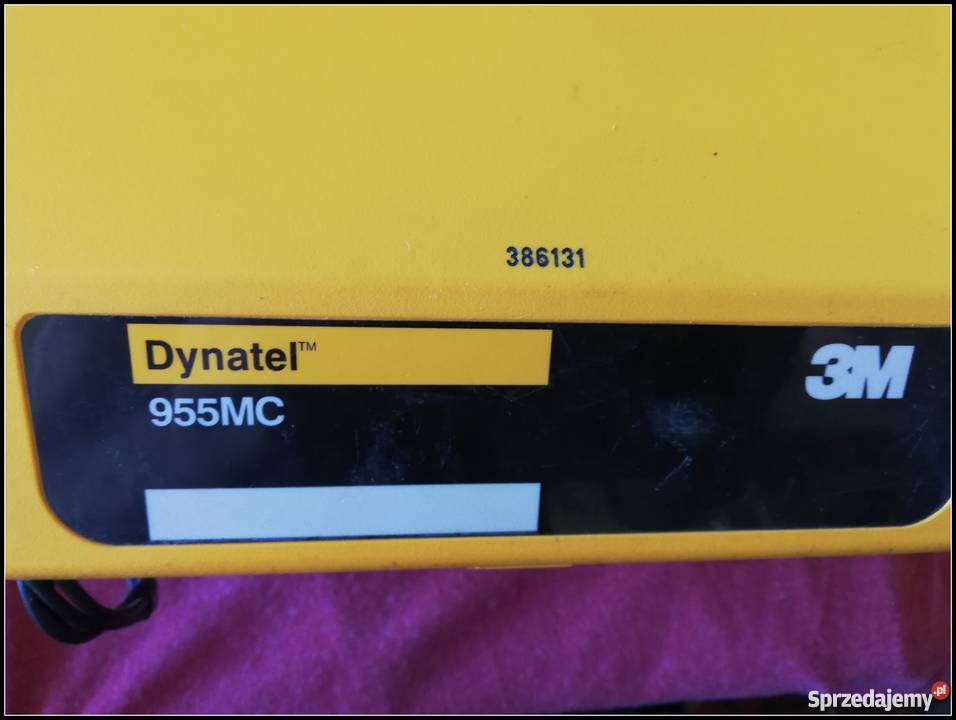 386131
Dynatel™
3M
955MC
Sprzedajemy.pl